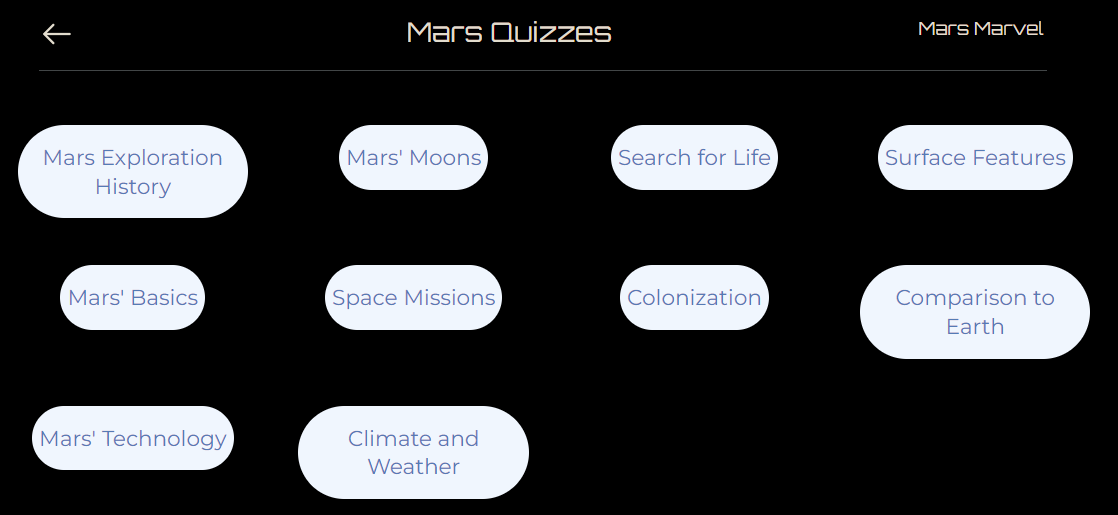 Mars Quizzes
Mars Marvel
Mars Exploration
History
Mars' Moons
Search for Life
Surface Features
Mars' Basics
Space Missions
Colonization
Comparison to
Earth
Mars' Technology
Climate and
Weather